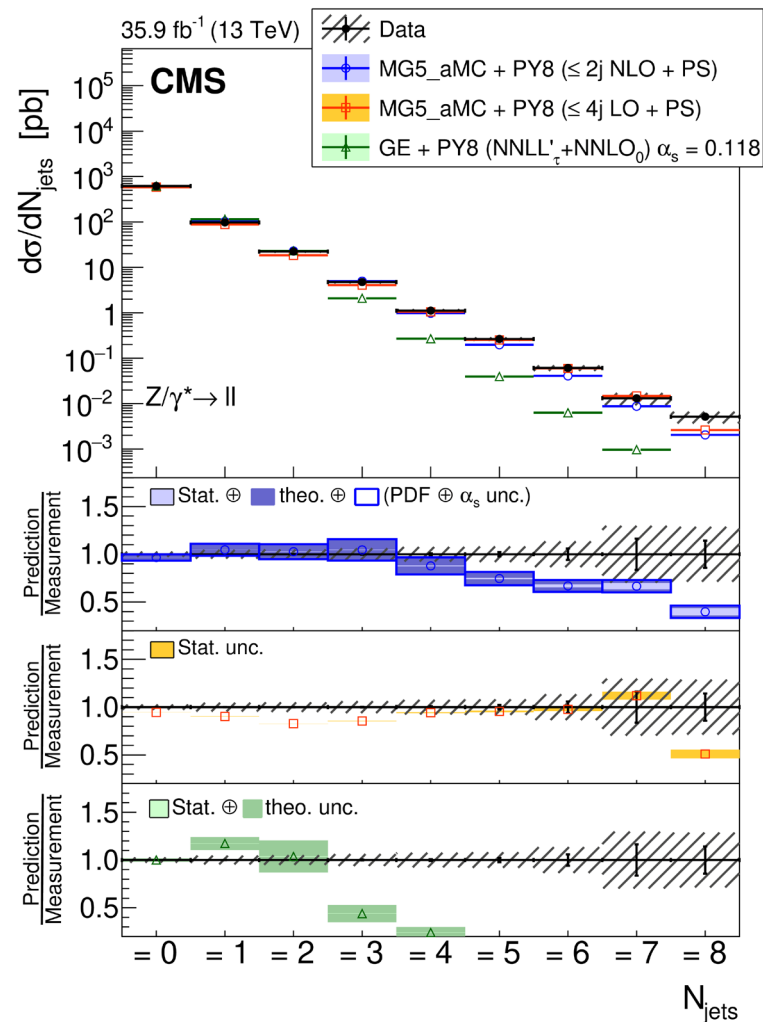 35.9 fb⁻¹ (13 TeV)
Data
MG5_aMC + PY8 (≤ 2j NLO + PS)
MG5_aMC + PY8 (≤ 4j LO + PS)
GE + PY8 (NNLL'τ+NNLO₀) αₛ = 0.118
CMS
dσ/dN_jets [pb]
10⁵
10⁴
10³
10²
10
1
10⁻¹
10⁻²
10⁻³
Z/γ*→ ll
Stat. ⊕ theo. ⊕ (PDF ⊕ αₛ unc.)
Prediction
Measurement
1.5
1.0
0.5
Stat. unc.
Prediction
Measurement
1.5
1.0
0.5
Stat. ⊕ theo. unc.
Prediction
Measurement
1.5
1.0
0.5
= 0 = 1 = 2 = 3 = 4 = 5 = 6 = 7 = 8
N_jets